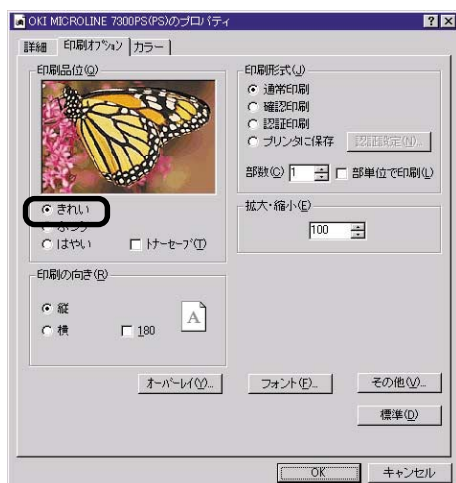 OKI MICROLINE 7300PS(PS)のプロパティ
詳細 印刷オプション カラー
印刷品位(Q)
きれい
はやい トナーセーブ(T)
印刷の向き(R)
縦
横 180
A
印刷形式(J)
通常印刷
確認印刷
認証印刷
プリンタに保存 認証設定(N)...
部数(C) 1 部単位で印刷(L)
拡大・縮小(E)
100
オーバーレイ(Y)... フォント(F)... その他(V)...
標準(D)
OK キャンセル